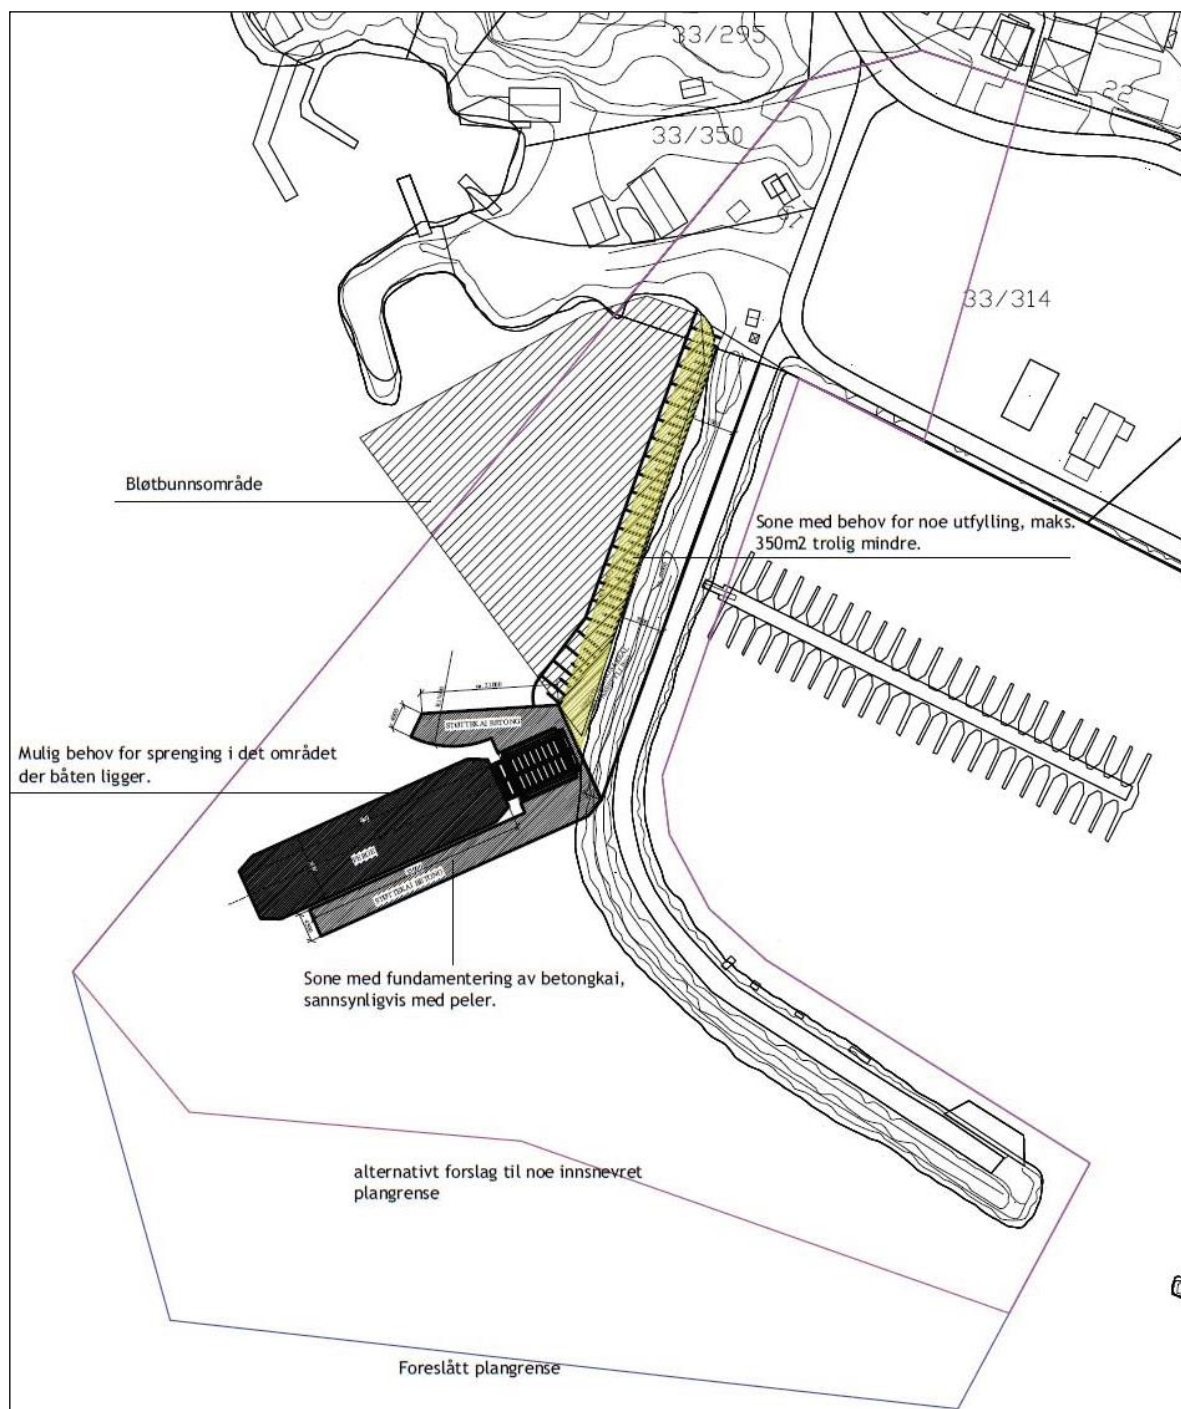 33/295
22
33/350
19
33/314
Bløtbunnsområde
Sone med behov for noe utfylling, maks.
350m2 trolig mindre.
STØTTEKAI BETONG
Mulig behov for sprenging i det området
der båten ligger.
FERGE
STØTTEKAI BETONG
Sone med fundamentering av betongkai,
sannsynligvis med peler.
alternativt forslag til noe innsnevret
plangrense
Foreslått plangrense